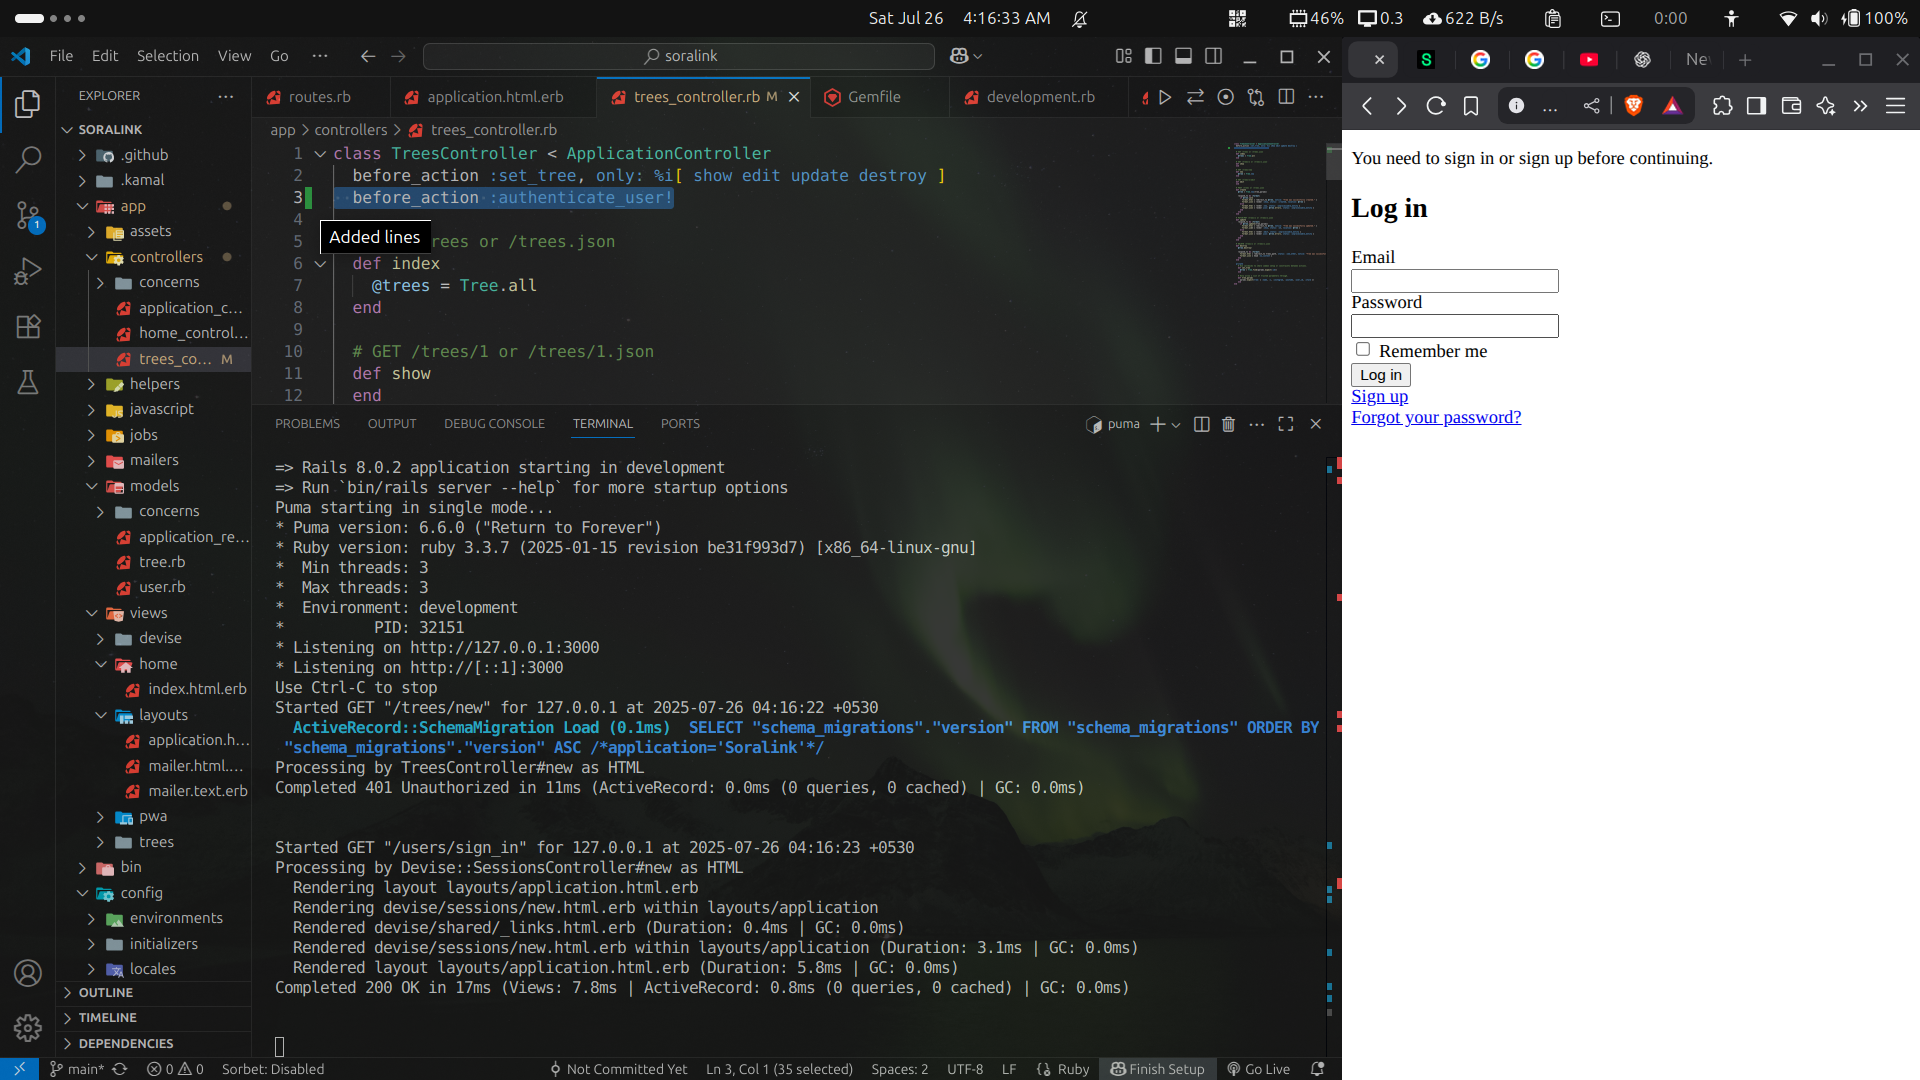 Sat Jul 26 4:16:33 AM
46% 0.3 622 B/s 0:00 100%
File Edit Selection View Go ···
soralink
EXPLORER
SORALINK
.github
.kamal
app
assets
controllers
concerns
application_c...
home_control...
trees_co... M
helpers
javascript
jobs
mailers
models
concerns
application_re...
tree.rb
user.rb
views
devise
home
index.html.erb
layouts
application.h...
mailer.html....
mailer.text.erb
pwa
trees
bin
config
environments
initializers
locales
OUTLINE
TIMELINE
DEPENDENCIES
routes.rb application.html.erb trees_controller.rb M Gemfile development.rb
app > controllers > trees_controller.rb
1 class TreesController < ApplicationController
2 before_action :set_tree, only: %i[ show edit update destroy ]
3 ··before_action·:authenticate_user!
4
Added lines
5 rees or /trees.json
6 def index
7 @trees = Tree.all
8 end
9
10 # GET /trees/1 or /trees/1.json
11 def show
12 end
PROBLEMS OUTPUT DEBUG CONSOLE TERMINAL PORTS
puma
=> Rails 8.0.2 application starting in development
=> Run `bin/rails server --help` for more startup options
Puma starting in single mode...
* Puma version: 6.6.0 ("Return to Forever")
* Ruby version: ruby 3.3.7 (2025-01-15 revision be31f993d7) [x86_64-linux-gnu]
* Min threads: 3
* Max threads: 3
* Environment: development
* PID: 32151
* Listening on http://127.0.0.1:3000
* Listening on http://[::1]:3000
Use Ctrl-C to stop
Started GET "/trees/new" for 127.0.0.1 at 2025-07-26 04:16:22 +0530
ActiveRecord::SchemaMigration Load (0.1ms) SELECT "schema_migrations"."version" FROM "schema_migrations" ORDER BY
"schema_migrations"."version" ASC /*application='Soralink'*/
Processing by TreesController#new as HTML
Completed 401 Unauthorized in 11ms (ActiveRecord: 0.0ms (0 queries, 0 cached) | GC: 0.0ms)
Started GET "/users/sign_in" for 127.0.0.1 at 2025-07-26 04:16:23 +0530
Processing by Devise::SessionsController#new as HTML
Rendering layout layouts/application.html.erb
Rendering devise/sessions/new.html.erb within layouts/application
Rendered devise/shared/_links.html.erb (Duration: 0.4ms | GC: 0.0ms)
Rendered devise/sessions/new.html.erb within layouts/application (Duration: 3.1ms | GC: 0.0ms)
Rendered layout layouts/application.html.erb (Duration: 5.8ms | GC: 0.0ms)
Completed 200 OK in 17ms (Views: 7.8ms | ActiveRecord: 0.8ms (0 queries, 0 cached) | GC: 0.0ms)
main* 0 0 Sorbet: Disabled Not Committed Yet Ln 3, Col 1 (35 selected) Spaces: 2 UTF-8 LF Ruby Finish Setup Go Live
You need to sign in or sign up before continuing.
Log in
Email
Password
Remember me
Log in
Sign up
Forgot your password?